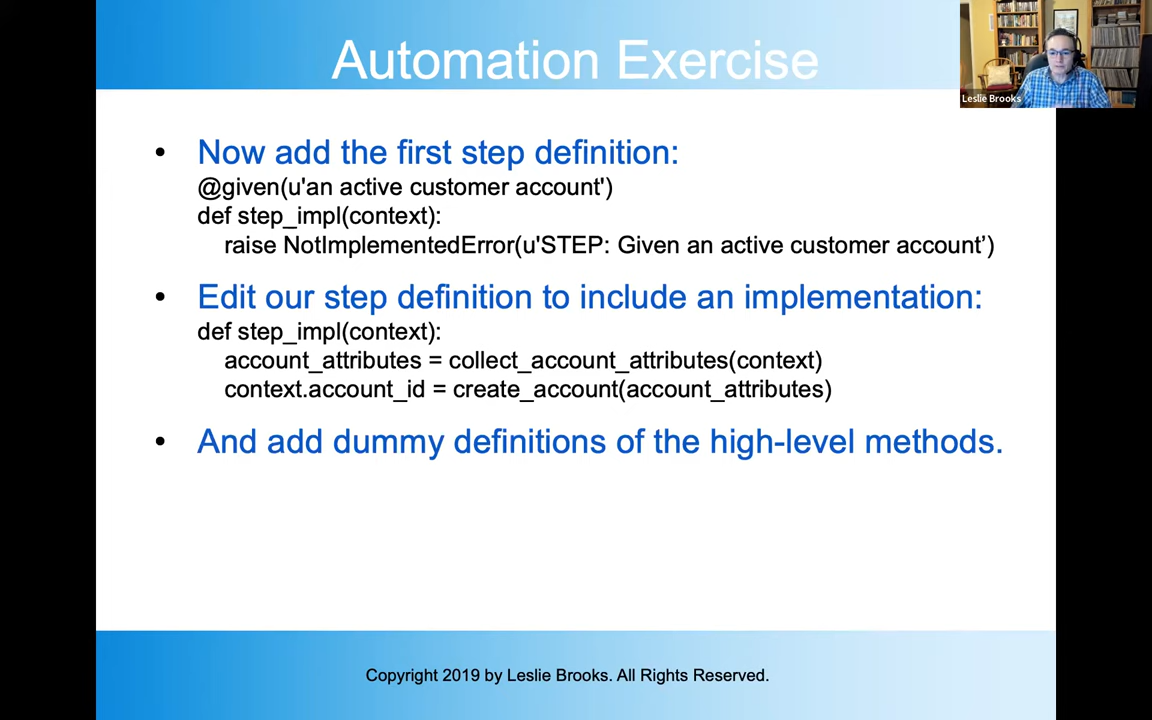 Automation Exercise
Leslie Brooks
• Now add the first step definition:
@given(u'an active customer account')
def step_impl(context):
raise NotImplementedError(u'STEP: Given an active customer account’)
• Edit our step definition to include an implementation:
def step_impl(context):
account_attributes = collect_account_attributes(context)
context.account_id = create_account(account_attributes)
• And add dummy definitions of the high-level methods.
Copyright 2019 by Leslie Brooks. All Rights Reserved.